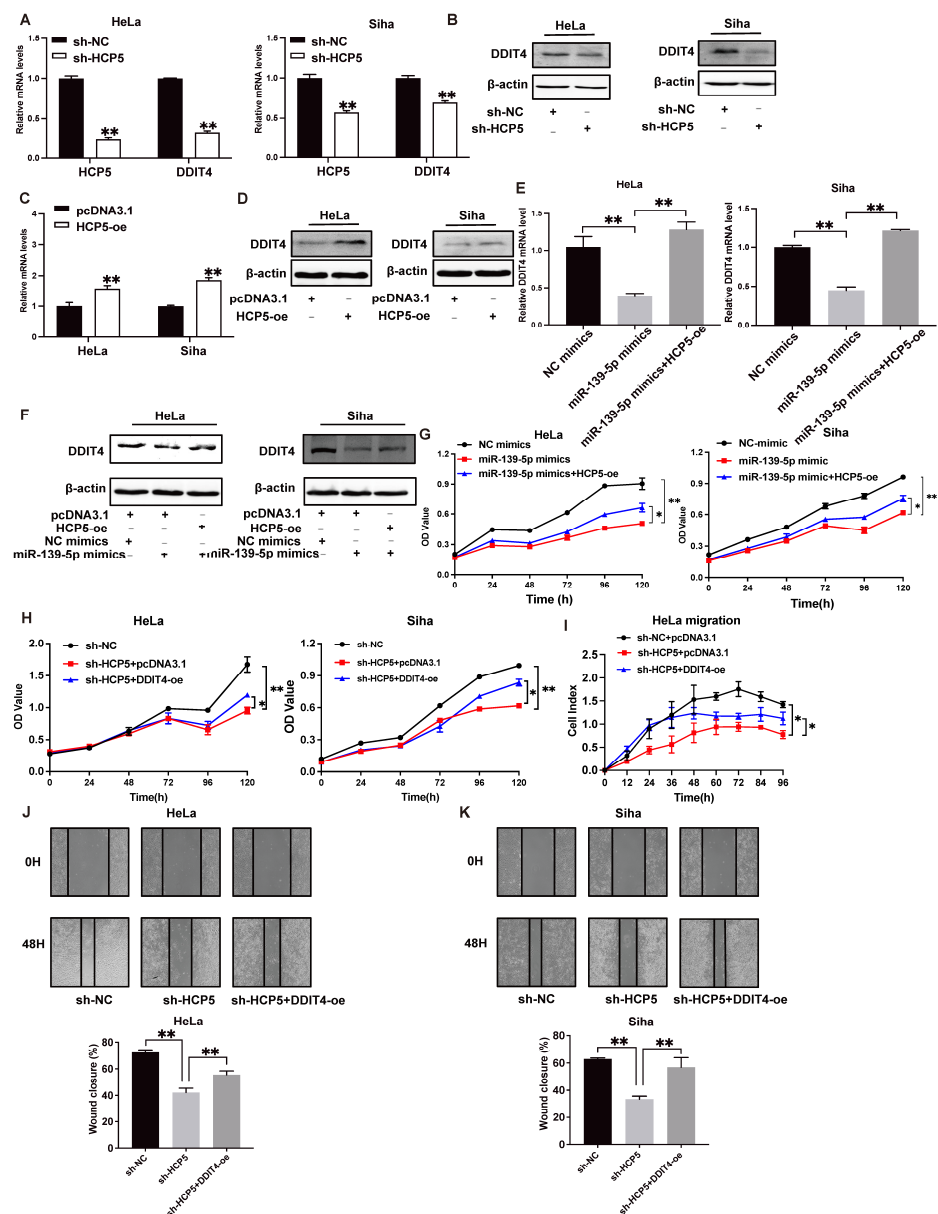 A
HeLa
sh-NC
sh-HCP5
Relative mRNA levels
1.5
1.0
0.5
0.0
**
**
HCP5
DDIT4
Siha
sh-NC
sh-HCP5
Relative mRNA levels
1.5
1.0
0.5
0.0
**
**
HCP5
DDIT4
B
HeLa
DDIT4
β-actin
sh-NC + –
sh-HCP5 – +
Siha
DDIT4
β-actin
sh-NC + –
sh-HCP5 – +
C
pcDNA3.1
HCP5-oe
Relative mRNA levels
4
3
2
1
0
**
**
HeLa
Siha
D
HeLa
DDIT4
β-actin
pcDNA3.1 + –
HCP5-oe – +
Siha
DDIT4
β-actin
pcDNA3.1 + –
HCP5-oe – +
E
HeLa
Relative DDIT4 mRNA level
1.5
1.0
0.5
0.0
**
**
NC mimics
miR-139-5p mimics
miR-139-5p mimics+HCP5-oe
Siha
Relative DDIT4 mRNA level
1.5
1.0
0.5
0.0
**
**
NC mimics
miR-139-5p mimics
miR-139-5p mimics+HCP5-oe
F
HeLa
DDIT4
β-actin
pcDNA3.1 + + –
HCP5-oe – – +
NC mimics + – –
miR-139-5p mimics – + +
Siha
DDIT4
β-actin
pcDNA3.1 + + –
HCP5-oe – – +
NC mimics + – –
miR-139-5p mimics – + +
G
HeLa
NC mimics
miR-139-5p mimics
miR-139-5p mimics+HCP5-oe
OD Value
1.2
0.9
0.6
0.3
0.0
0 24 48 72 96 120
Time (h)
*
**
Siha
NC-mimic
miR-139-5p mimic
miR-139-5p mimic+HCP5-oe
OD Value
1.2
0.9
0.6
0.3
0.0
0 24 48 72 96 120
Time(h)
*
**
H
HeLa
sh-NC
sh-HCP5+pcDNA3.1
sh-HCP5+DDIT4-oe
OD Value
2.0
1.5
1.0
0.5
0.0
0 24 48 72 96 120
Time(h)
*
**
Siha
sh-NC
sh-HCP5+pcDNA3.1
sh-HCP5+DDIT4-oe
OD Value
1.2
0.9
0.6
0.3
0.0
0 24 48 72 96 120
Time(h)
*
**
I
HeLa migration
sh-NC+pcDNA3.1
sh-HCP5+pcDNA3.1
sh-HCP5+DDIT4-oe
Cell Index
2.5
2.0
1.5
1.0
0.5
0.0
0 12 24 36 48 60 72 84 96
Time(h)
*
*
J
HeLa
0H
48H
sh-NC
sh-HCP5
sh-HCP5+DDIT4-oe
HeLa
Wound closure (%)
80
60
40
20
0
**
**
sh-NC
sh-HCP5
sh-HCP5+DDIT4-oe
K
Siha
0H
48H
sh-NC
sh-HCP5
sh-HCP5+DDIT4-oe
Siha
Wound closure (%)
80
60
40
20
0
**
**
sh-NC
sh-HCP5
sh-HCP5+DDIT4-oe